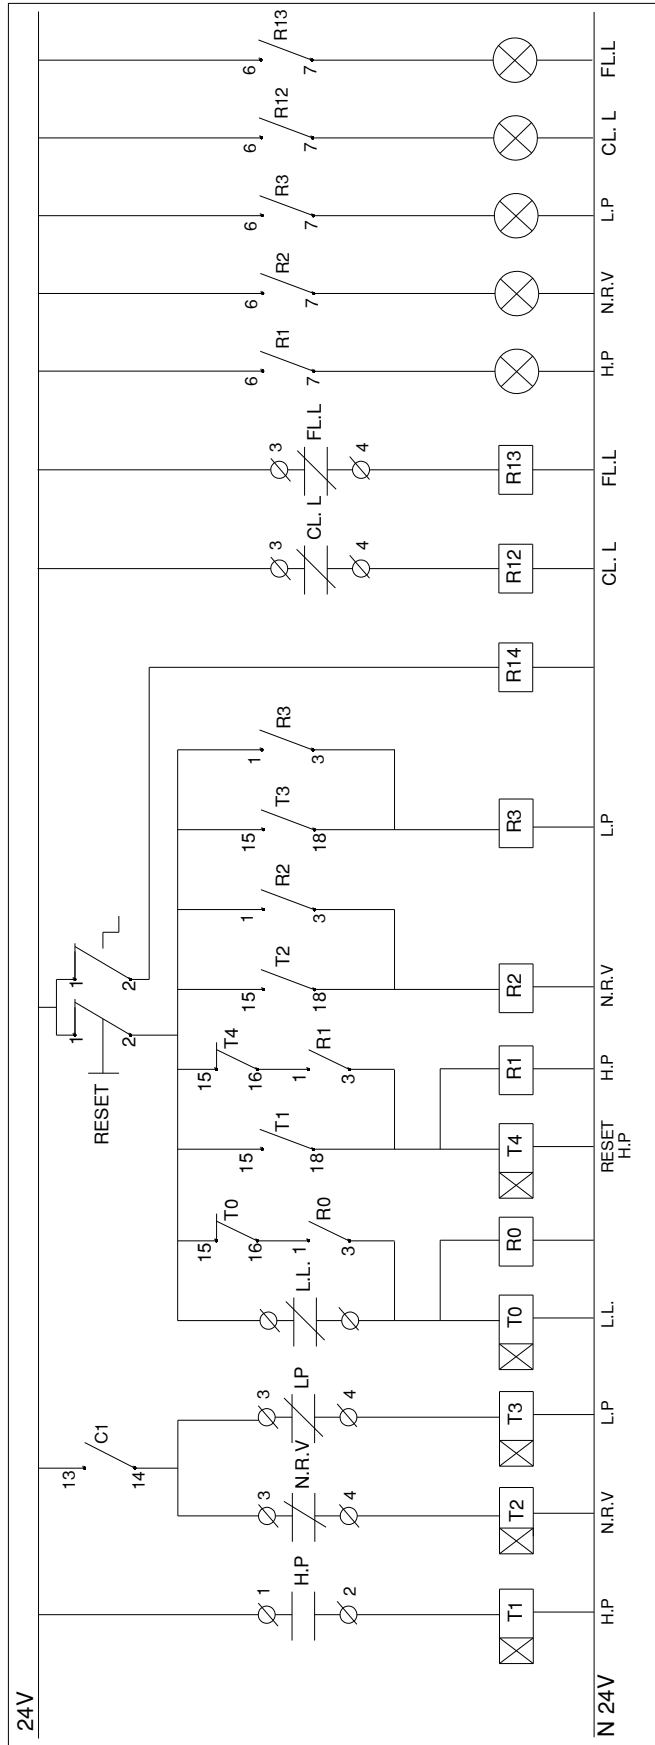 24V
N 24V
H.P
1
2
T1
H.P
C1
13
14
N.R.V
3
4
T2
N.R.V
LP
3
4
T3
L.P
RESET
1
2
1
2
L.L.
T0
L.L.
T0
15
16
R0
1
3
R0
T1
15
18
T4
RESET
H.P
T4
15
16
R1
1
3
R1
H.P
T2
15
18
R2
1
3
R2
N.R.V
T3
15
18
R3
1
3
R3
L.P
R14
CL. L
3
4
R12
CL. L
FL.L
3
4
R13
FL.L
R1
6
7
H.P
R2
6
7
N.R.V
R3
6
7
L.P
R12
6
7
CL. L
R13
6
7
FL.L